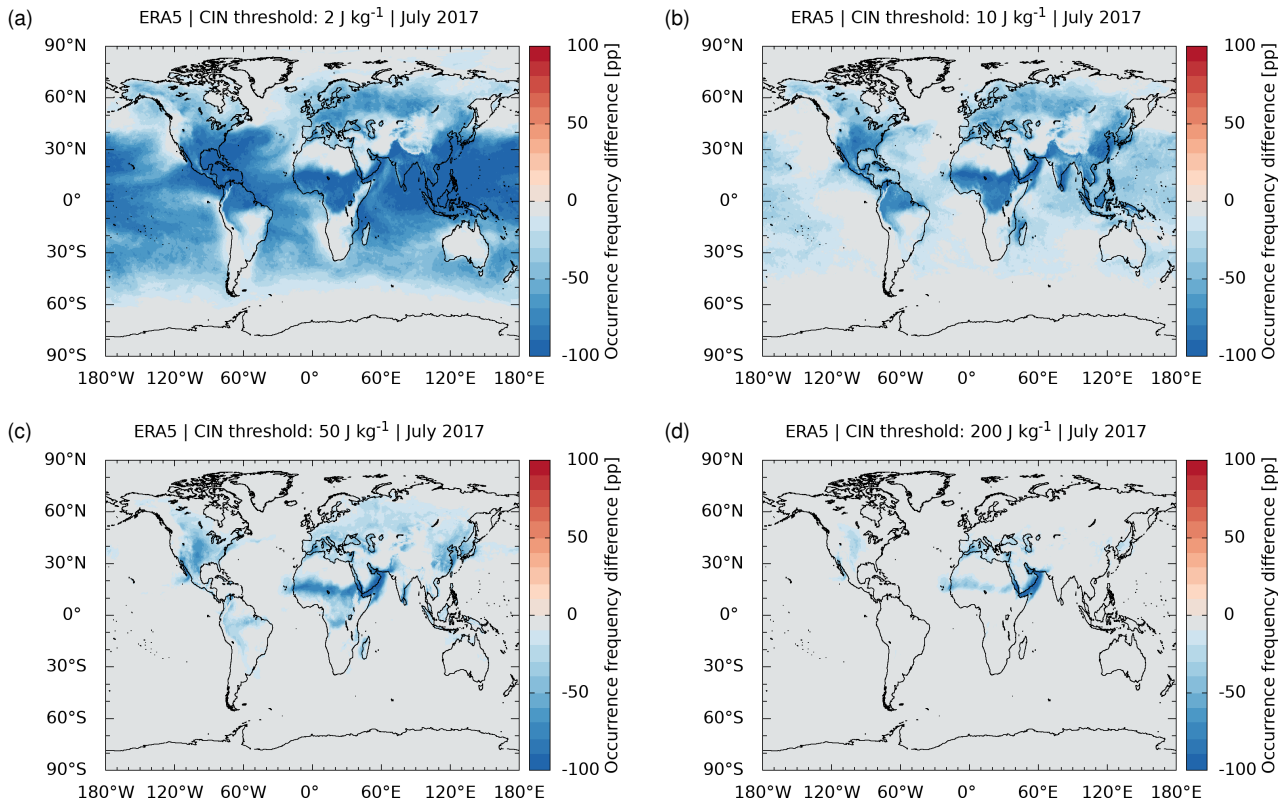 (a) ERA5 | CIN threshold: 2 J kg⁻¹ | July 2017
90°N
60°N
30°N
0°
30°S
60°S
90°S
180°W 120°W 60°W 0° 60°E 120°E 180°E
100
50
0
-50
-100
Occurrence frequency difference [pp]
(b) ERA5 | CIN threshold: 10 J kg⁻¹ | July 2017
90°N
60°N
30°N
0°
30°S
60°S
90°S
180°W 120°W 60°W 0° 60°E 120°E 180°E
100
50
0
-50
-100
Occurrence frequency difference [pp]
(c) ERA5 | CIN threshold: 50 J kg⁻¹ | July 2017
90°N
60°N
30°N
0°
30°S
60°S
90°S
180°W 120°W 60°W 0° 60°E 120°E 180°E
100
50
0
-50
-100
Occurrence frequency difference [pp]
(d) ERA5 | CIN threshold: 200 J kg⁻¹ | July 2017
90°N
60°N
30°N
0°
30°S
60°S
90°S
180°W 120°W 60°W 0° 60°E 120°E 180°E
100
50
0
-50
-100
Occurrence frequency difference [pp]